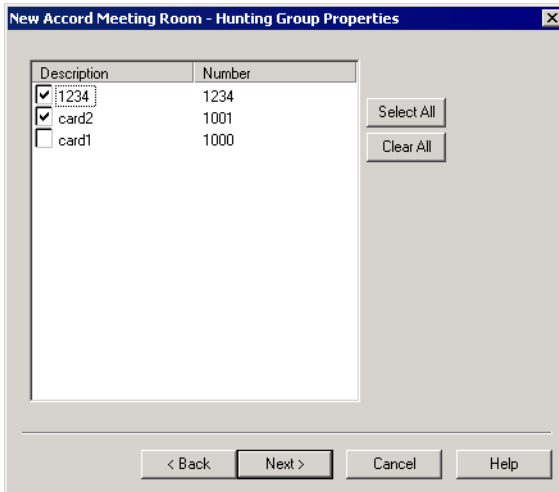 New Accord Meeting Room - Hunting Group Properties
Description Number
1234 1234
card2 1001
card1 1000
Select All
Clear All
< Back Next > Cancel Help